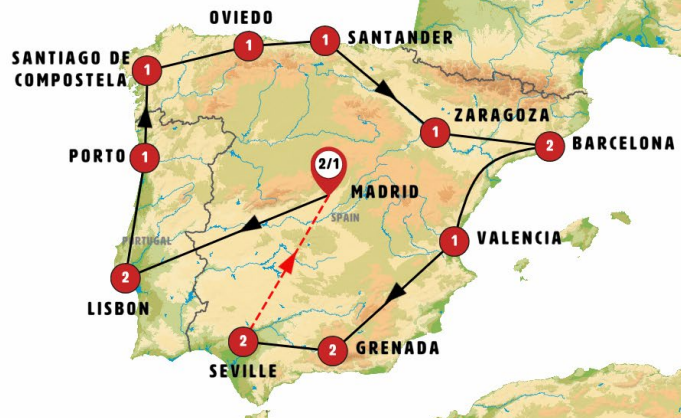 OVIEDO
SANTANDER
1
1
SANTIAGO DE
COMPOSTELA
1
ZARAGOZA
1
BARCELONA
2
PORTO
1
2/1
MADRID
SPAIN
PORTUGAL
VALENCIA
1
2
LISBON
2
SEVILLE
2
GRENADA